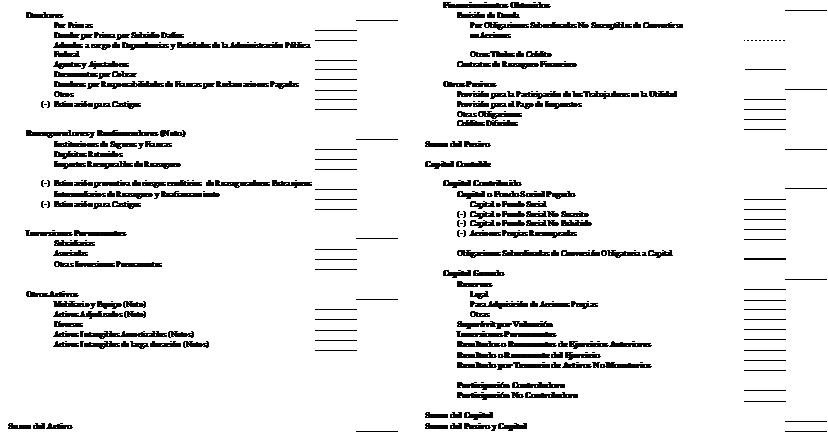 Deudores
Por Primas
Deudor por Prima por Subsidio Daños
Adeudos a cargo de Dependencias y Entidades de la Administración Pública
Federal
Agentes y Ajustadores
Documentos por Cobrar
Deudores por Responsabilidades de Fianzas por Reclamaciones Pagadas
Otros
(-) Estimación para Castigos
Reaseguradores y Reafianzadores (Neto)
Instituciones de Seguros y Fianzas
Depósitos Retenidos
Importes Recuperables de Reaseguro
(-) Estimación preventiva de riesgos crediticios de Reaseguradores Extranjeros
Intermediarios de Reaseguro y Reafianzamiento
(-) Estimación para Castigos
Inversiones Permanentes
Subsidiarias
Asociadas
Otras Inversiones Permanentes
Otros Activos
Mobiliario y Equipo (Neto)
Activos Adjudicados (Neto)
Diversos
Activos Intangibles Amortizables (Netos)
Activos Intangibles de larga duración (Netos)
Suma del Activo
Financiamientos Obtenidos
Emisión de Deuda
Por Obligaciones Subordinadas No Susceptibles de Convertirse
en Acciones
Otros Títulos de Crédito
Contratos de Reaseguro Financiero
Otros Pasivos
Provisión para la Participación de los Trabajadores en la Utilidad
Provisión para el Pago de Impuestos
Otras Obligaciones
Créditos Diferidos
Suma del Pasivo
Capital Contable
Capital Contribuido
Capital o Fondo Social Pagado
Capital o Fondo Social
(-) Capital o Fondo Social No Suscrito
(-) Capital o Fondo Social No Exhibido
(-) Acciones Propias Recompradas
Obligaciones Subordinadas de Conversión Obligatoria a Capital
Capital Ganado
Reservas
Legal
Para Adquisición de Acciones Propias
Otras
Superávit por Valuación
Inversiones Permanentes
Resultados o Remanentes de Ejercicios Anteriores
Resultado o Remanente del Ejercicio
Resultado por Tenencia de Activos No Monetarios
Participación Controladora
Participación No Controladora
Suma del Capital
Suma del Pasivo y Capital